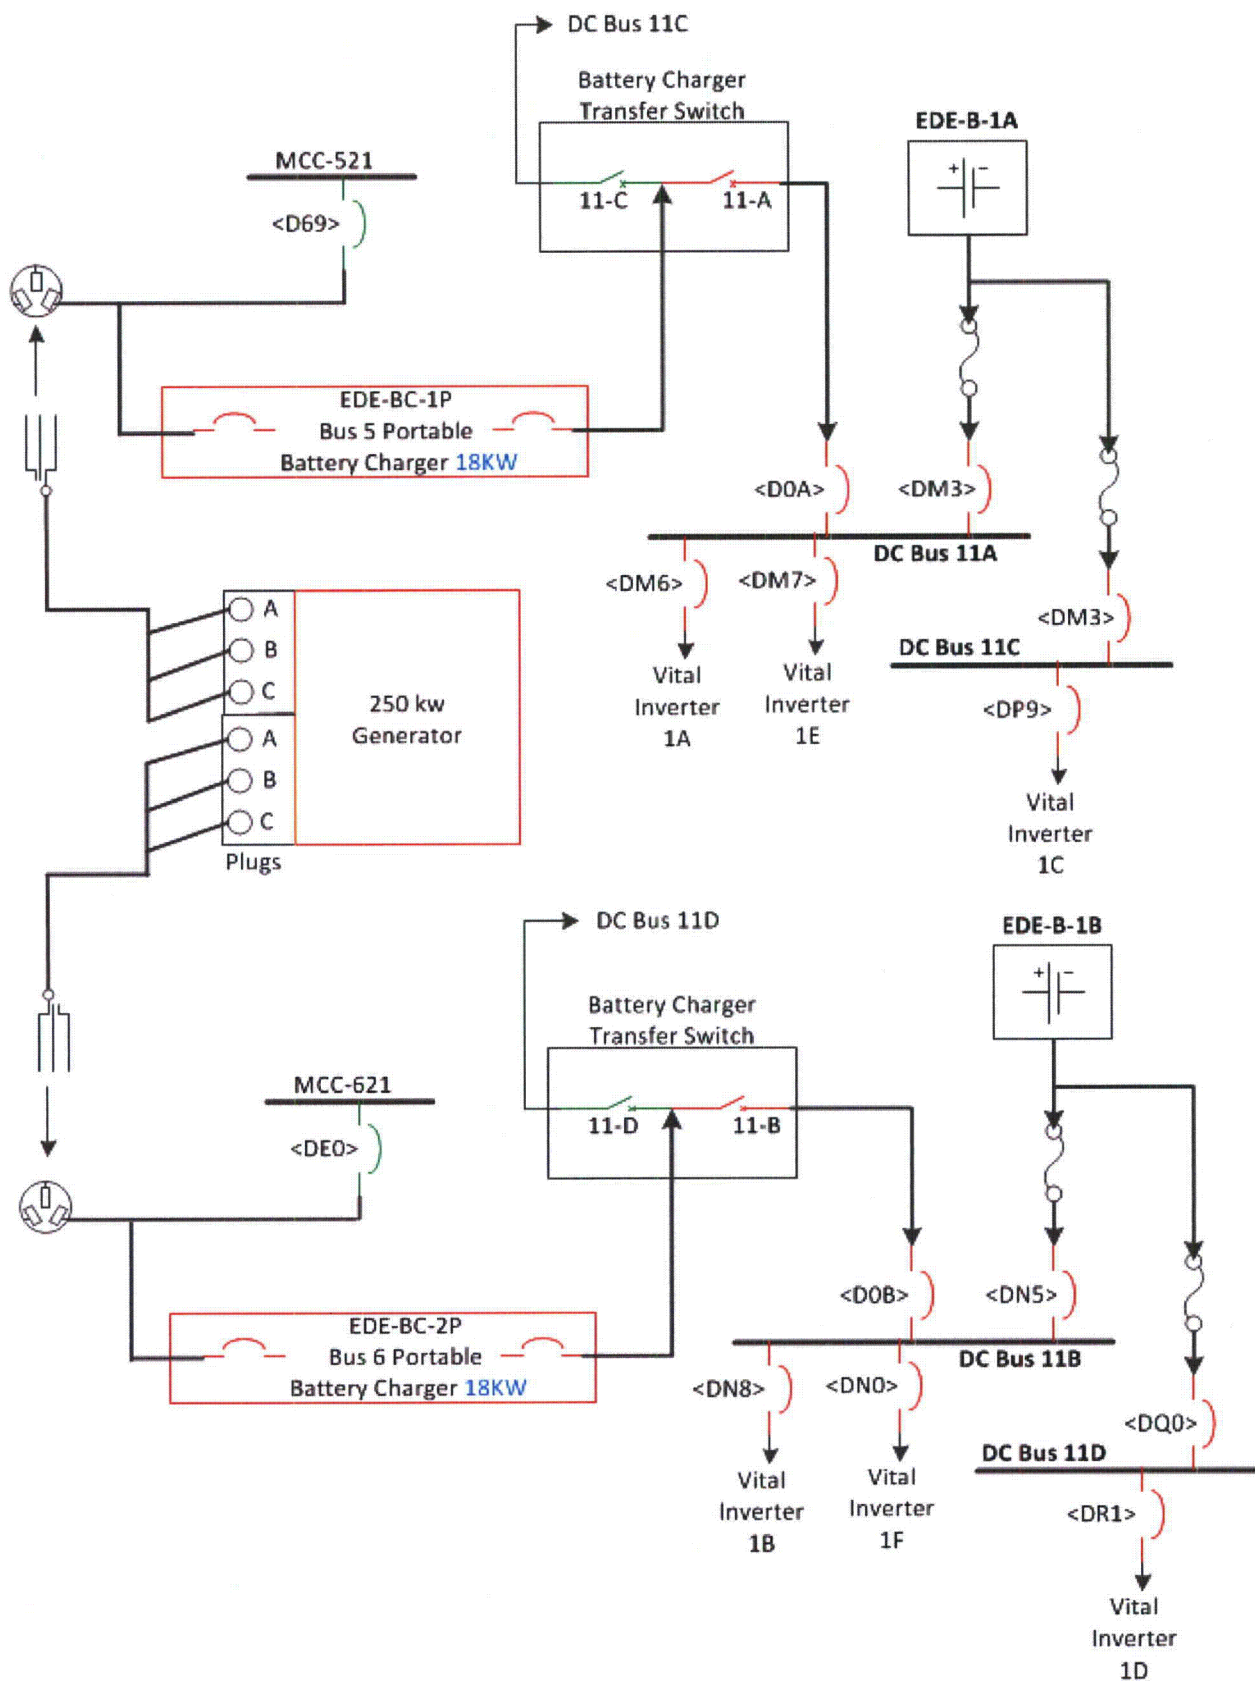 DC Bus 11C
Battery Charger
Transfer Switch
11-C
11-A
EDE-B-1A
+ -
MCC-521
<D69>
EDE-BC-1P
Bus 5 Portable
Battery Charger 18KW
<D0A>
<DM3>
DC Bus 11A
<DM6>
<DM7>
Vital
Inverter
1A
Vital
Inverter
1E
<DM3>
DC Bus 11C
<DP9>
Vital
Inverter
1C
A
B
C
A
B
C
Plugs
250 kw
Generator
DC Bus 11D
Battery Charger
Transfer Switch
11-D
11-B
EDE-B-1B
+ -
MCC-621
<DE0>
EDE-BC-2P
Bus 6 Portable
Battery Charger 18KW
<D0B>
<DN5>
DC Bus 11B
<DN8>
<DN0>
Vital
Inverter
1B
Vital
Inverter
1F
<DQ0>
DC Bus 11D
<DR1>
Vital
Inverter
1D